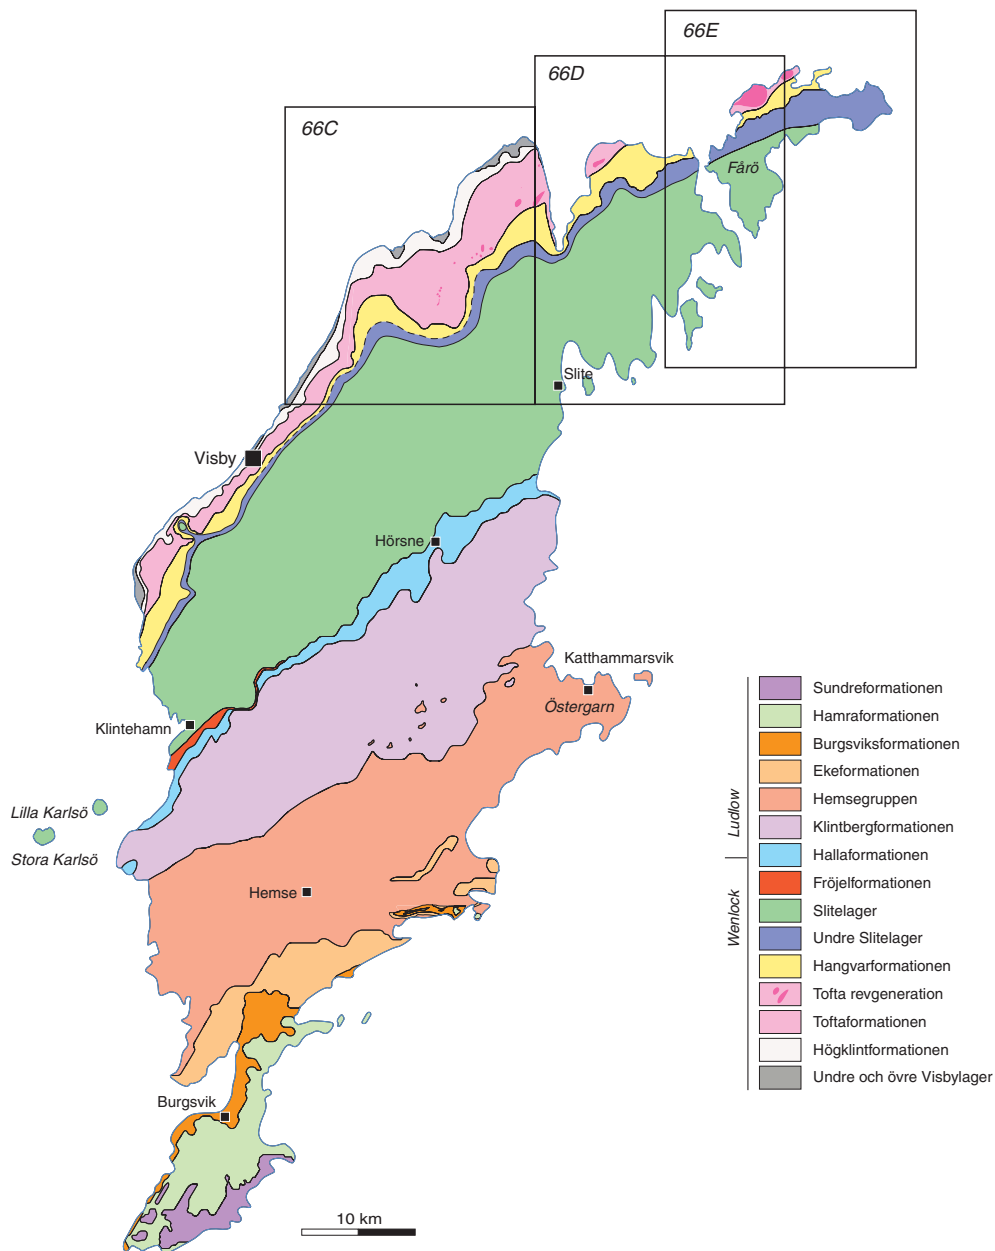 66E
66D
66C
Fårö
Slite
Visby
Hörsne
Katthammarsvik
Östergarn
Klintehamn
Lilla Karlsö
Stora Karlsö
Hemse
Burgsvik
10 km
Ludlow
Wenlock
Sundreformationen
Hamraformationen
Burgsviksformationen
Ekeformationen
Hemsegruppen
Klintbergformationen
Hallaformationen
Fröjelformationen
Slitelager
Undre Slitelager
Hangvarformationen
Tofta revgeneration
Toftaformationen
Högklintformationen
Undre och övre Visbylager